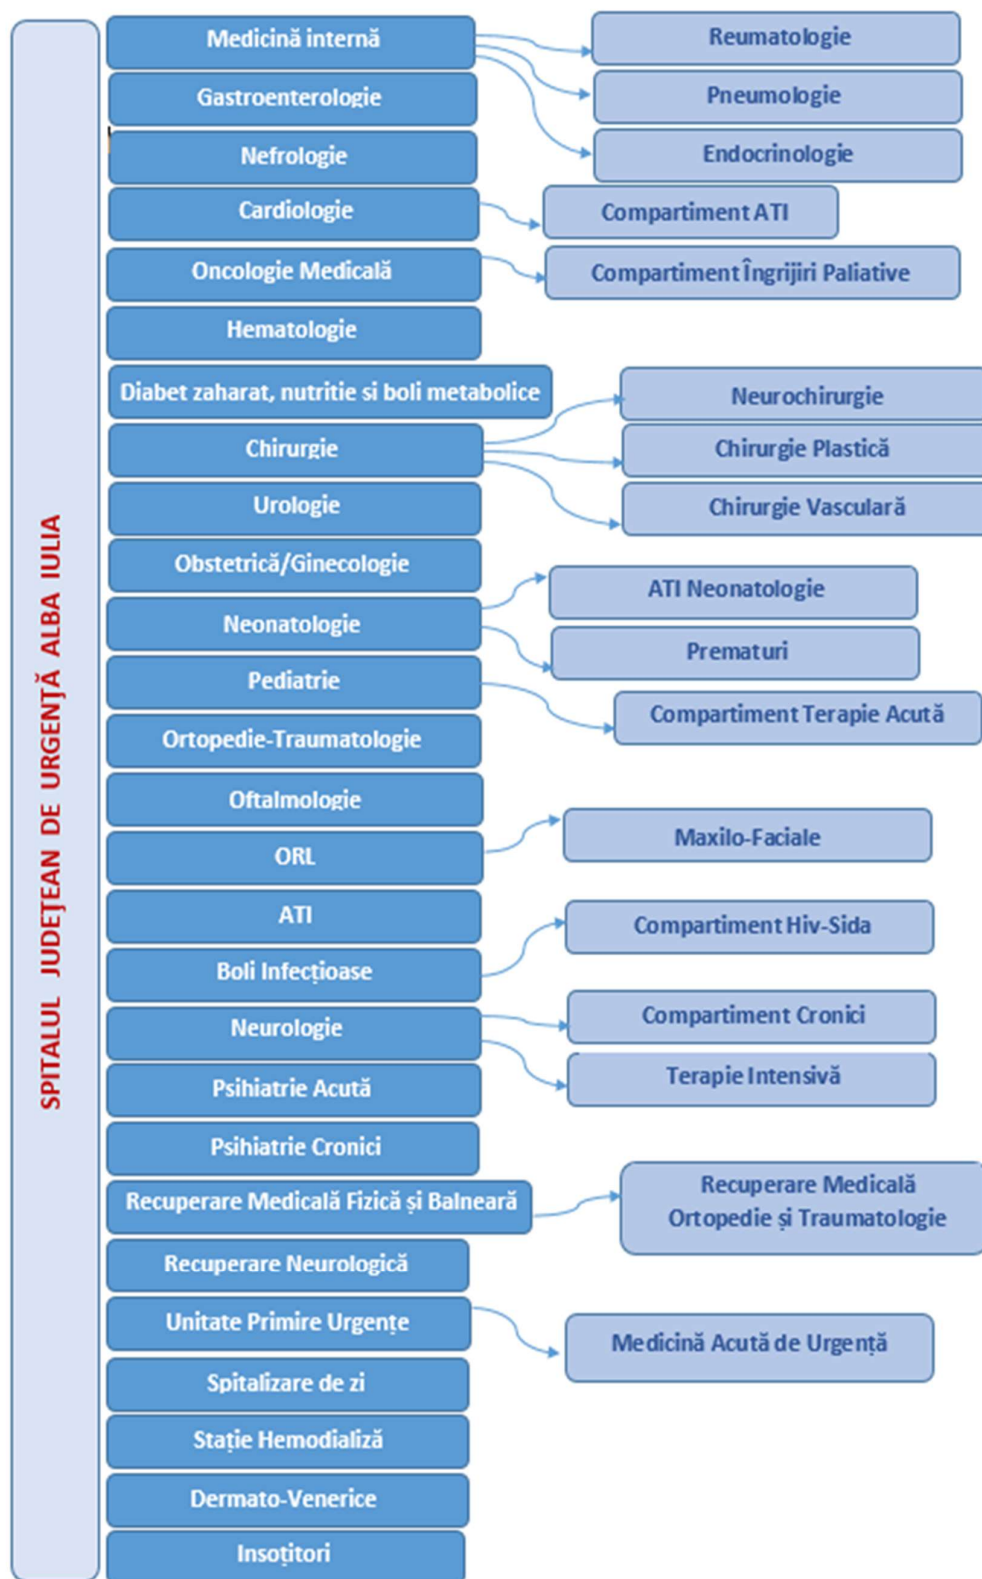 SPITALUL JUDEȚEAN DE URGENȚĂ ALBA IULIA
Medicină internă
Reumatologie
Pneumologie
Endocrinologie
Gastroenterologie
Nefrologie
Cardiologie
Compartiment ATI
Oncologie Medicală
Compartiment Îngrijiri Paliative
Hematologie
Diabet zaharat, nutritie si boli metabolice
Chirurgie
Neurochirurgie
Chirurgie Plastică
Chirurgie Vasculară
Urologie
Obstetrică/Ginecologie
Neonatologie
ATI Neonatologie
Prematuri
Pediatrie
Compartiment Terapie Acută
Ortopedie-Traumatologie
Oftalmologie
ORL
Maxilo-Faciale
ATI
Boli Infecțioase
Compartiment Hiv-Sida
Neurologie
Compartiment Cronici
Terapie Intensivă
Psihiatrie Acută
Psihiatrie Cronici
Recuperare Medicală Fizică și Balneară
Recuperare Medicală
Ortopedie și Traumatologie
Recuperare Neurologică
Unitate Primire Urgențe
Medicină Acută de Urgență
Spitalizare de zi
Stație Hemodializă
Dermato-Venerice
Insoțitori